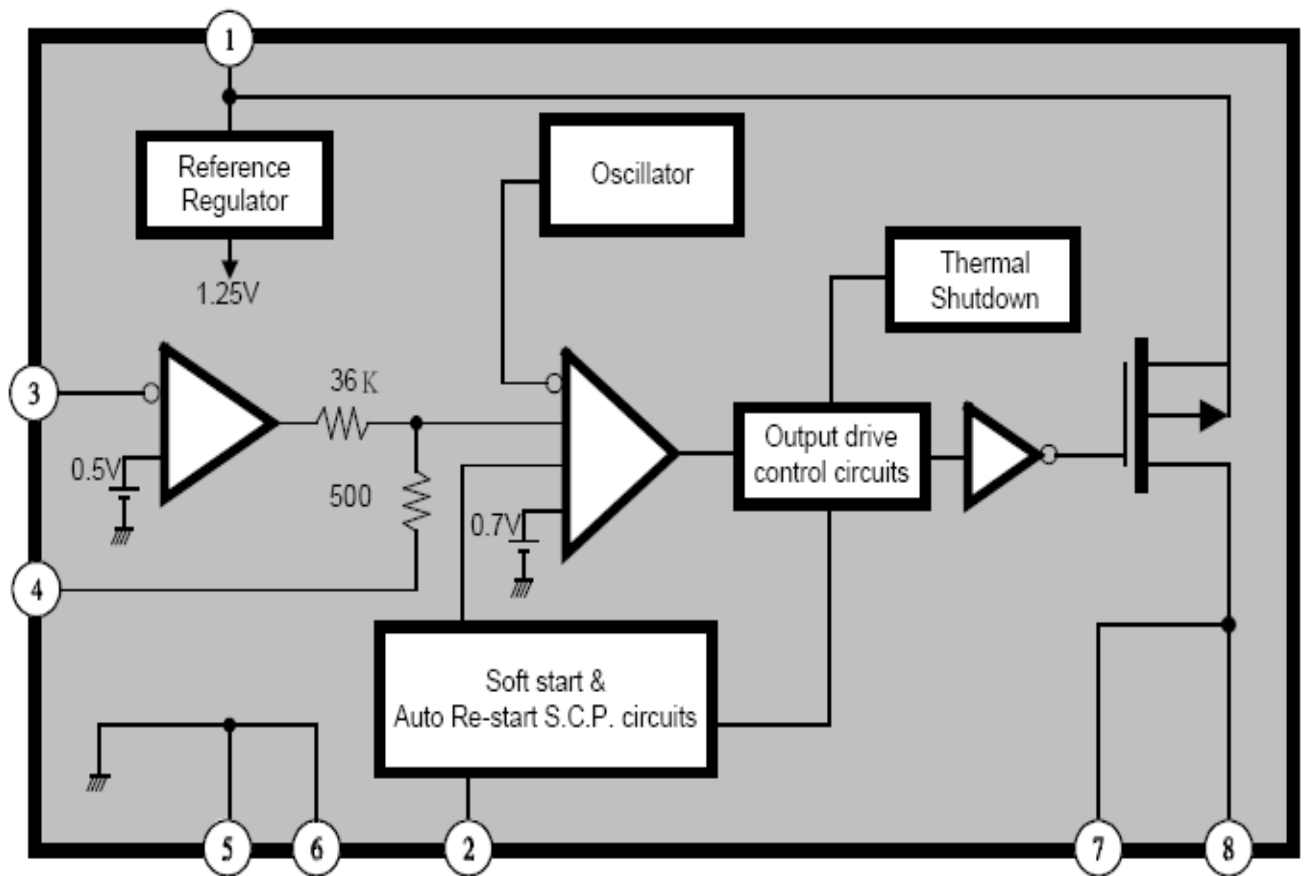 1
Reference
Regulator
1.25V
Oscillator
Thermal
Shutdown
3
36 K
0.5V
500
0.7V
Output drive
control circuits
4
Soft start &
Auto Re-start S.C.P. circuits
5
6
2
7
8